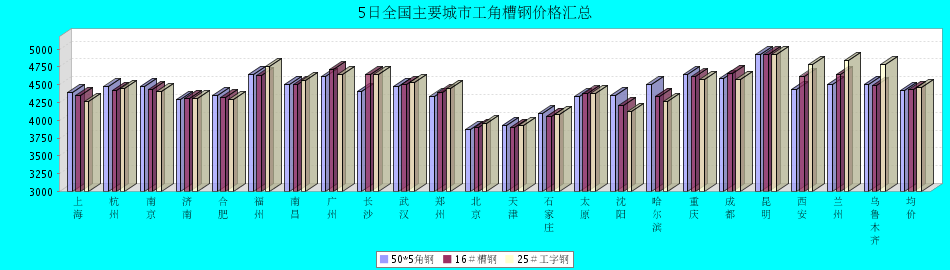 5日全国主要城市工角槽钢价格汇总
5000
4750
4500
4250
4000
3750
3500
3250
3000
上海
杭州
南京
济南
合肥
福州
南昌
广州
长沙
武汉
郑州
北京
天津
石家庄
太原
沈阳
哈尔滨
重庆
成都
昆明
西安
兰州
乌鲁木齐
均价
50*5角钢
16#槽钢
25#工字钢